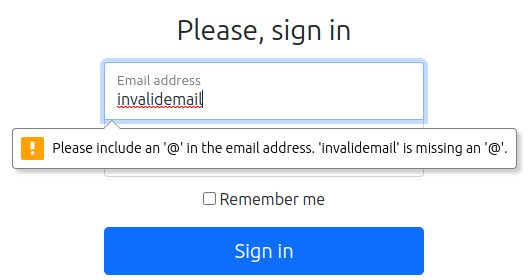 Please, sign in
Email address
invalidemail
Please include an '@' in the email address. 'invalidemail' is missing an '@'.
Remember me
Sign in